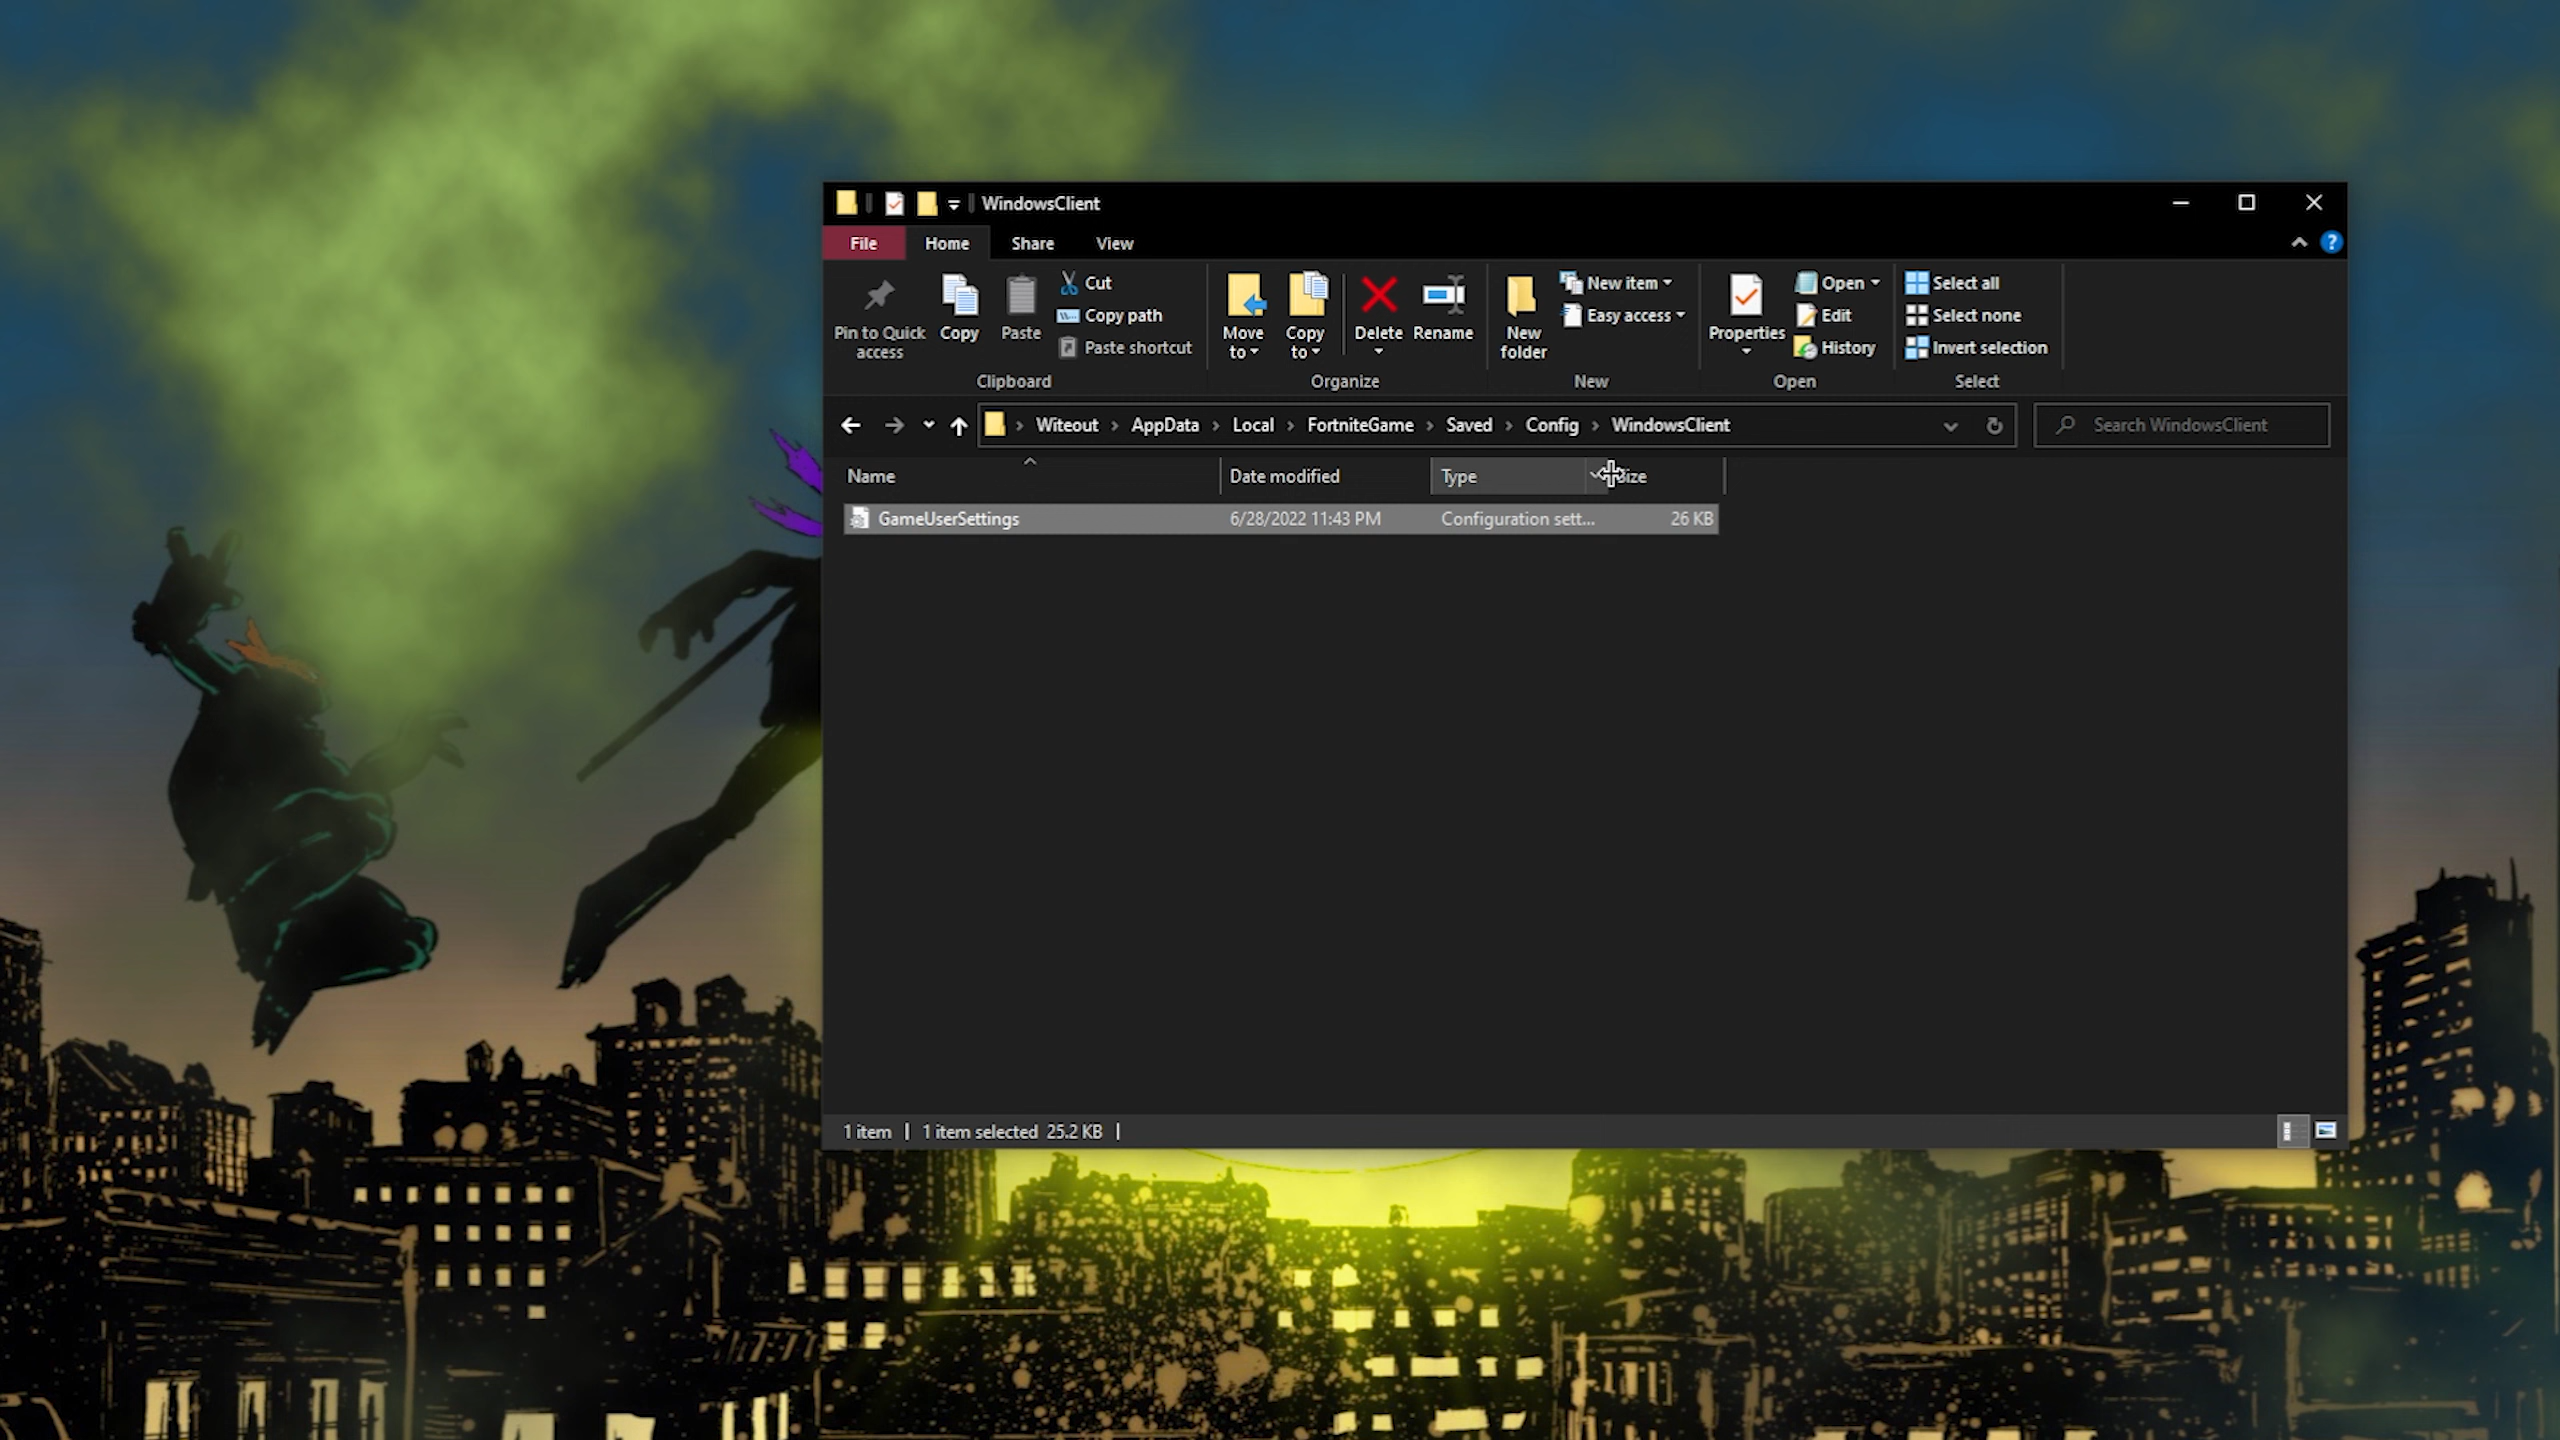 WindowsClient
File Home Share View
Pin to Quick access
Copy
Paste
Cut
Copy path
Paste shortcut
Clipboard
Move to
Copy to
Delete
Rename
Organize
New folder
New item
Easy access
New
Properties
Open
Edit
History
Open
Select all
Select none
Invert selection
Select
Witeout › AppData › Local › FortniteGame › Saved › Config › WindowsClient
Search WindowsClient
Name Date modified Type Size
GameUserSettings 6/28/2022 11:43 PM Configuration sett... 26 KB
1 item | 1 item selected 25.2 KB |